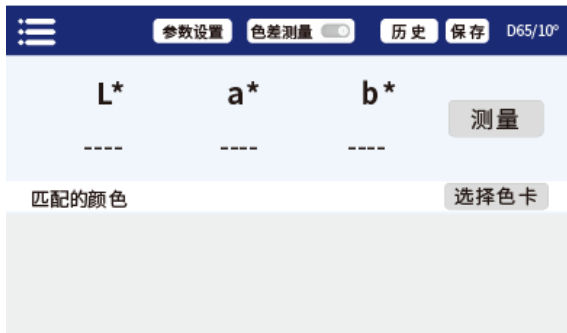 参数设置 色差测量 历史 保存 D65/10°
L* a* b*
测量
---- ---- ----
匹配的颜色 选择色卡